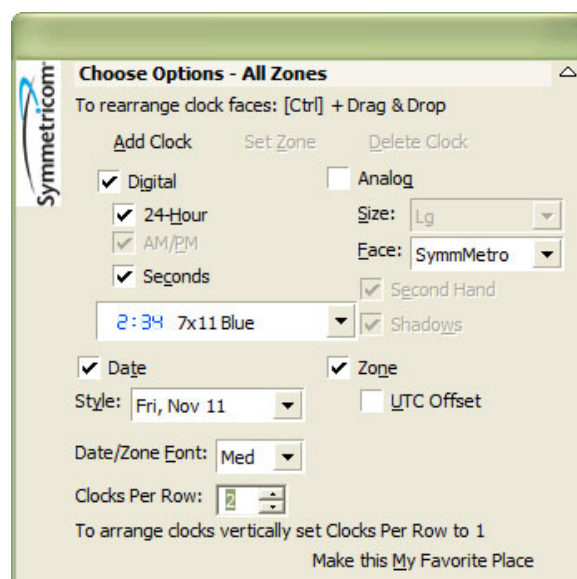 Symmetricom
Choose Options - All Zones
To rearrange clock faces: [Ctrl] + Drag & Drop
Add Clock Set Zone Delete Clock
Digital Analog
24-Hour Size: Lg
AM/PM Face: SymmMetro
Seconds Second Hand
2:34 7x11 Blue Shadows
Date Zone
Style: Fri, Nov 11 UTC Offset
Date/Zone Font: Med
Clocks Per Row: 2
To arrange clocks vertically set Clocks Per Row to 1
Make this My Favorite Place